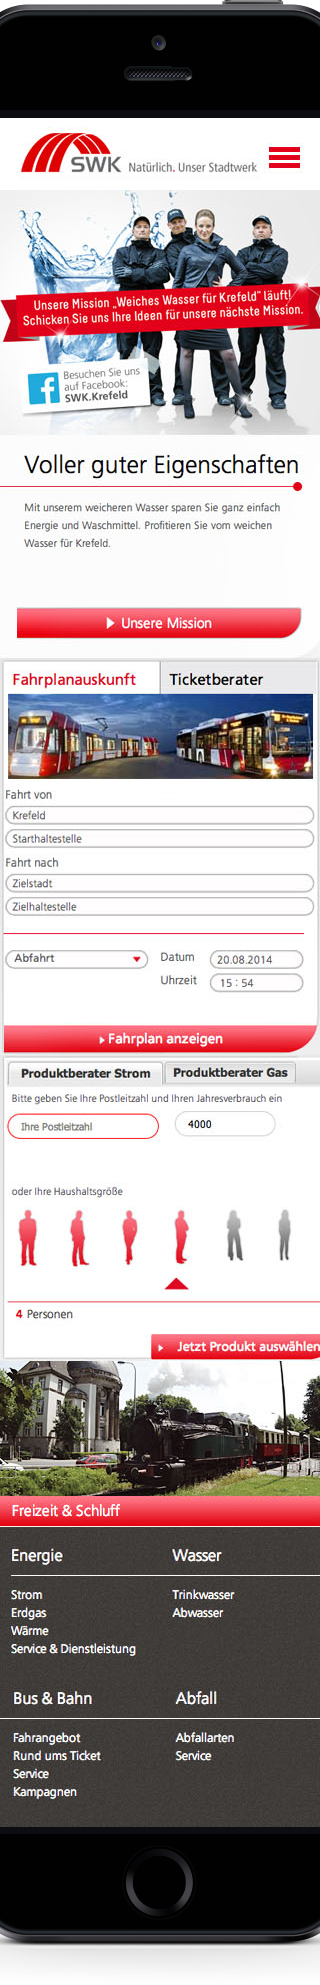 SWK Natürlich. Unser Stadtwerk
Unsere Mission „Weiches Wasser für Krefeld" läuft!
Schicken Sie uns Ihre Ideen für unsere nächste Mission.
Besuchen Sie uns
auf Facebook:
SWK.Krefeld
Voller guter Eigenschaften
Mit unserem weicheren Wasser sparen Sie ganz einfach
Energie und Waschmittel. Profitieren Sie vom weichen
Wasser für Krefeld.
Unsere Mission
Fahrplanauskunft Ticketberater
Fahrt von
Krefeld
Starthaltestelle
Fahrt nach
Zielstadt
Zielhaltestelle
Abfahrt Datum 20.08.2014
Uhrzeit 15 : 54
Fahrplan anzeigen
Produktberater Strom Produktberater Gas
Bitte geben Sie Ihre Postleitzahl und Ihren Jahresverbrauch ein
Ihre Postleitzahl 4000
oder Ihre Haushaltsgröße
4 Personen
Jetzt Produkt auswählen
Freizeit & Schluff
Energie Wasser
Strom Trinkwasser
Erdgas Abwasser
Wärme
Service & Dienstleistung
Bus & Bahn Abfall
Fahrangebot Abfallarten
Rund ums Ticket Service
Service
Kampagnen